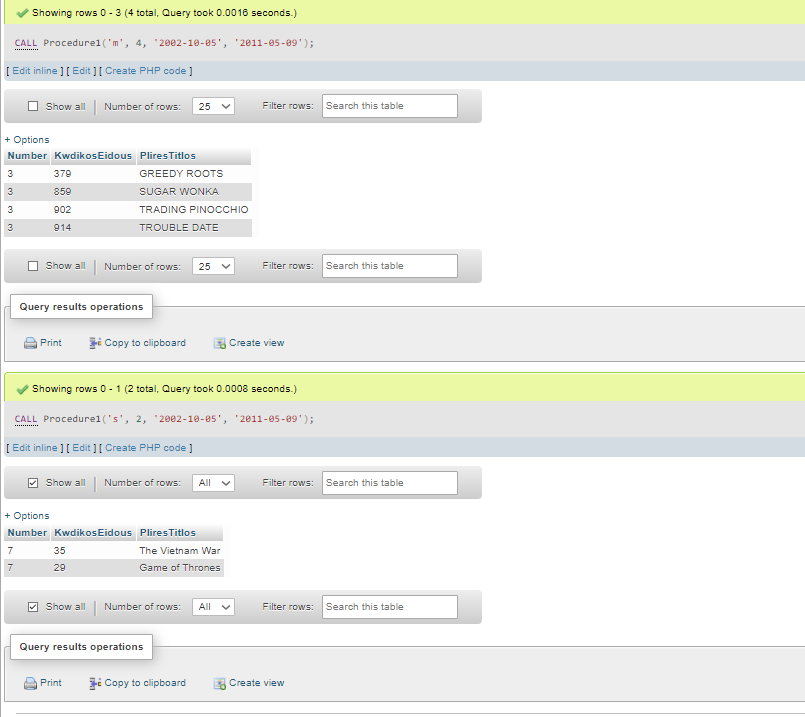 Showing rows 0 - 3 (4 total, Query took 0.0016 seconds.)
CALL Procedure1('m', 4, '2002-10-05', '2011-05-09');
[ Edit inline ] [ Edit ] [ Create PHP code ]
Show all | Number of rows: 25 Filter rows: Search this table
+ Options
Number KwdikosEidous PliresTitlos
3 379 GREEDY ROOTS
3 859 SUGAR WONKA
3 902 TRADING PINOCCHIO
3 914 TROUBLE DATE
Show all | Number of rows: 25 Filter rows: Search this table
Query results operations
Print Copy to clipboard Create view
Showing rows 0 - 1 (2 total, Query took 0.0008 seconds.)
CALL Procedure1('s', 2, '2002-10-05', '2011-05-09');
[ Edit inline ] [ Edit ] [ Create PHP code ]
Show all | Number of rows: All Filter rows: Search this table
+ Options
Number KwdikosEidous PliresTitlos
7 35 The Vietnam War
7 29 Game of Thrones
Show all | Number of rows: All Filter rows: Search this table
Query results operations
Print Copy to clipboard Create view